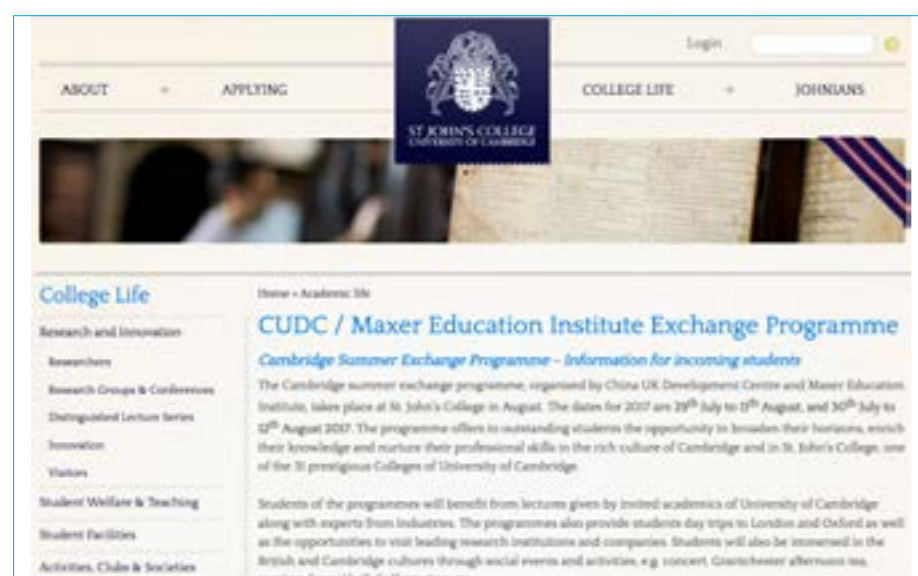 Login
ABOUT
APPLYING
COLLEGE LIFE
JOHNIANS
ST JOHN'S COLLEGE
UNIVERSITY OF CAMBRIDGE
College Life
Research and Innovation
Researchers
Research Groups & Conferences
Distinguished Lecture Series
Innovation
Visitors
Student Welfare & Teaching
Student Facilities
Activities, Clubs & Societies
Home » Academic life
CUDC / Maxer Education Institute Exchange Programme
Cambridge Summer Exchange Programme – Information for incoming students
The Cambridge summer exchange programme, organised by China UK Development Centre and Maxer Education
Institute, takes place at St. John's College in August. The dates for 2017 are 29th July to 11th August, and 30th July to
12th August 2017. The programme offers to outstanding students the opportunity to broaden their horizons, enrich
their knowledge and nurture their professional skills in the rich culture of Cambridge and in St. John's College, one
of the 31 prestigious Colleges of University of Cambridge.
Students of the programmes will benefit from lectures given by invited academics of University of Cambridge
along with experts from industries. The programmes also provide students day trips to London and Oxford as well
as the opportunities to visit leading research institutions and companies. Students will also be immersed in the
British and Cambridge cultures through social events and activities, e.g. concert, Grantchester afternoon tea,